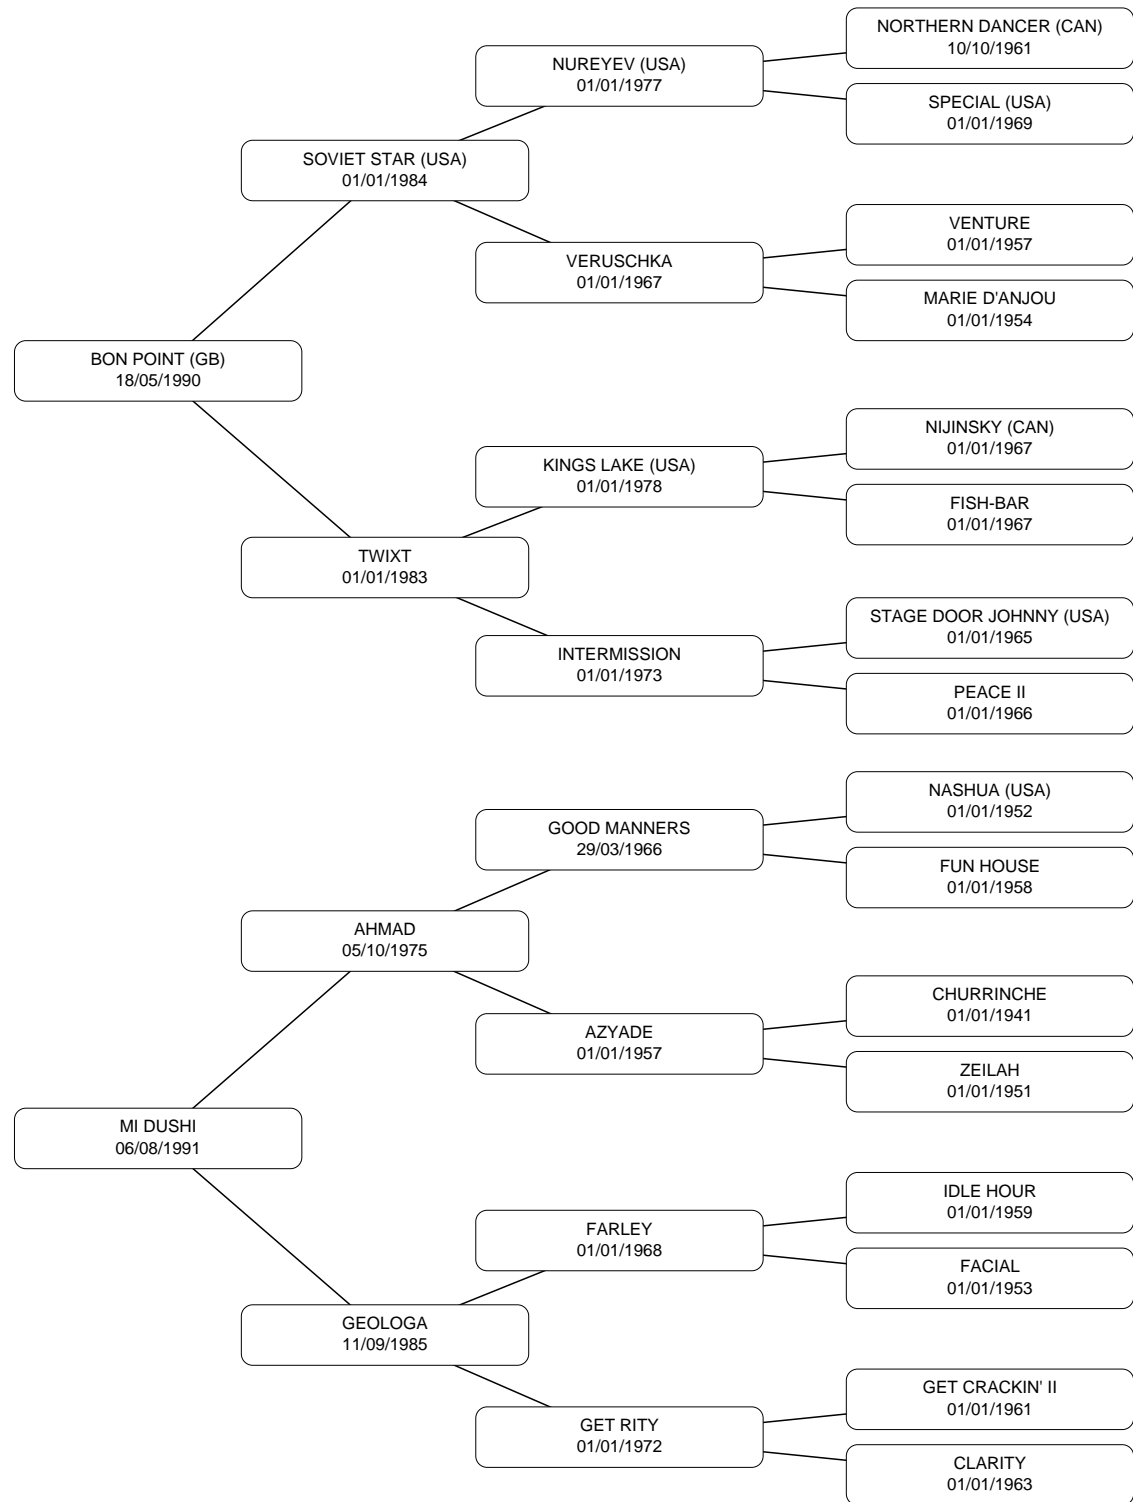 NORTHERN DANCER (CAN)
10/10/1961
NUREYEV (USA)
01/01/1977
SPECIAL (USA)
01/01/1969
SOVIET STAR (USA)
01/01/1984
VENTURE
01/01/1957
VERUSCHKA
01/01/1967
MARIE D'ANJOU
01/01/1954
BON POINT (GB)
18/05/1990
NIJINSKY (CAN)
01/01/1967
KINGS LAKE (USA)
01/01/1978
FISH-BAR
01/01/1967
TWIXT
01/01/1983
STAGE DOOR JOHNNY (USA)
01/01/1965
INTERMISSION
01/01/1973
PEACE II
01/01/1966
NASHUA (USA)
01/01/1952
GOOD MANNERS
29/03/1966
FUN HOUSE
01/01/1958
AHMAD
05/10/1975
CHURRINCHE
01/01/1941
AZYADE
01/01/1957
ZEILAH
01/01/1951
MI DUSHI
06/08/1991
IDLE HOUR
01/01/1959
FARLEY
01/01/1968
FACIAL
01/01/1953
GEOLOGA
11/09/1985
GET CRACKIN' II
01/01/1961
GET RITY
01/01/1972
CLARITY
01/01/1963